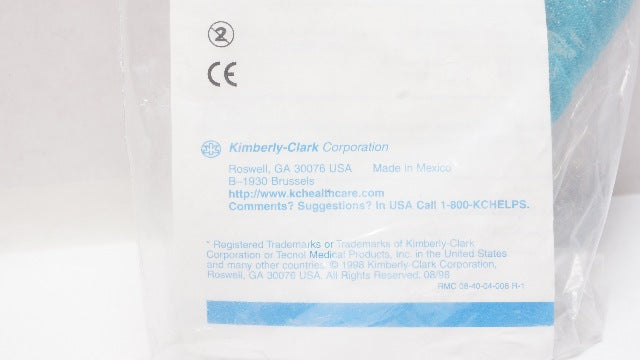 2
CE
Kimberly-Clark Corporation
Roswell, GA 30076 USA Made in Mexico
B–1930 Brussels
http://www.kchealthcare.com
Comments? Suggestions? In USA Call 1-800-KCHELPS.
* Registered Trademarks or Trademarks of Kimberly-Clark
Corporation or Tecnol Medical Products, Inc. in the United States
and many other countries. © 1998 Kimberly-Clark Corporation,
Roswell, GA 30076 USA. All Rights Reserved. 08/98
RMC 08-40-04-008 R-1